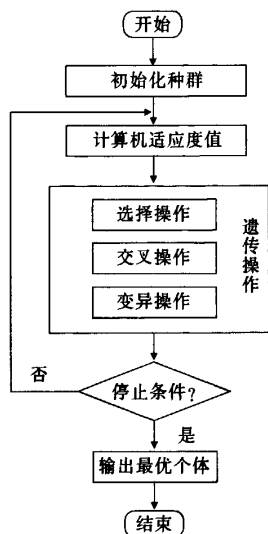 开始
初始化种群
计算机适应度值
选择操作
交叉操作
变异操作
遗传操作
停止条件?
否
是
输出最优个体
结束